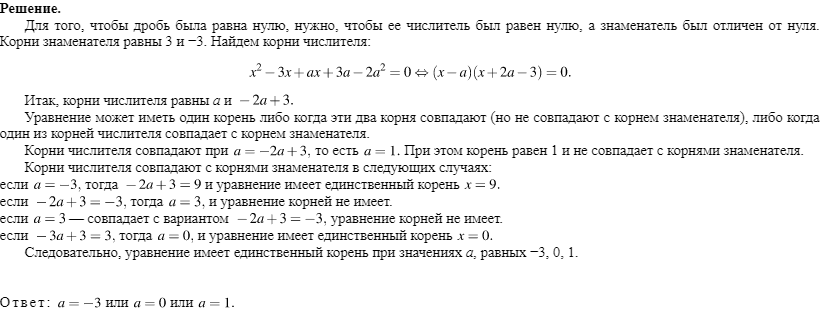 Решение.
Для того, чтобы дробь была равна нулю, нужно, чтобы ее числитель был равен нулю, а знаменатель был отличен от нуля.
Корни знаменателя равны 3 и −3. Найдем корни числителя:
x² − 3x + ax + 3a − 2a² = 0 ⇔ (x − a)(x + 2a − 3) = 0.
Итак, корни числителя равны a и − 2a + 3.
Уравнение может иметь один корень либо когда эти два корня совпадают (но не совпадают с корнем знаменателя), либо когда
один из корней числителя совпадает с корнем знаменателя.
Корни числителя совпадают при a = −2a + 3, то есть a = 1. При этом корень равен 1 и не совпадает с корнями знаменателя.
Корни числителя совпадают с корнями знаменателя в следующих случаях:
если a = −3, тогда − 2a + 3 = 9 и уравнение имеет единственный корень x = 9.
если − 2a + 3 = −3, тогда a = 3, и уравнение корней не имеет.
если a = 3 — совпадает с вариантом − 2a + 3 = −3, уравнение корней не имеет.
если − 3a + 3 = 3, тогда a = 0, и уравнение имеет единственный корень x = 0.
Следовательно, уравнение имеет единственный корень при значениях a, равных −3, 0, 1.
Ответ: a = −3 или a = 0 или a = 1.